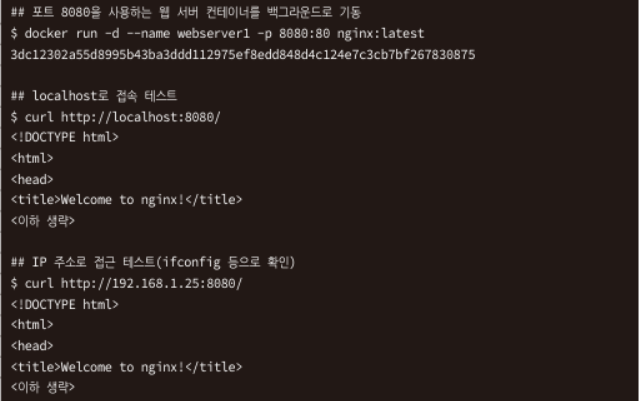 ## 포트 8080을 사용하는 웹 서버 컨테이너를 백그라운드로 기동
$ docker run -d --name webserver1 -p 8080:80 nginx:latest
3dc12302a55d8995b43ba3ddd112975ef8edd848d4c124e7c3cb7bf267830875
## localhost로 접속 테스트
$ curl http://localhost:8080/
<!DOCTYPE html>
<html>
<head>
<title>Welcome to nginx!</title>
<이하 생략>
## IP 주소로 접근 테스트(ifconfig 등으로 확인)
$ curl http://192.168.1.25:8080/
<!DOCTYPE html>
<html>
<head>
<title>Welcome to nginx!</title>
<이하 생략>